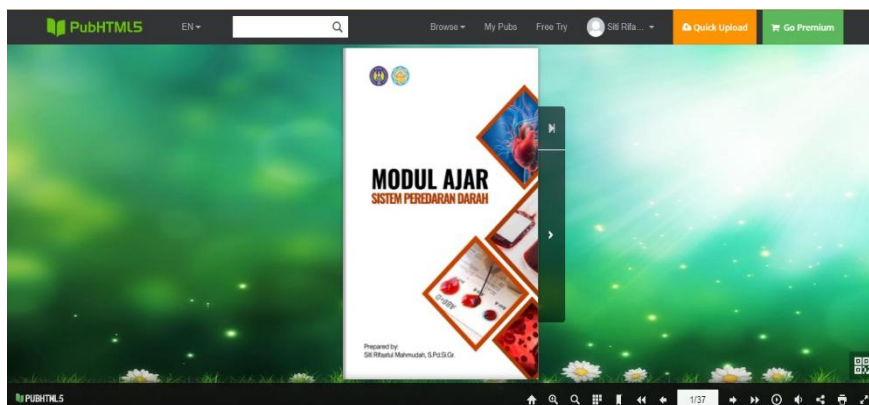 PubHTML5 EN Browse My Pubs Free Try Siti Rifa... Quick Upload Go Premium
MODUL AJAR
SISTEM PEREDARAN DARAH
Prepared by:
Siti Rifaatul Mahmudah, S.Pd.Si.Gr.
PUBHTML5 1/37